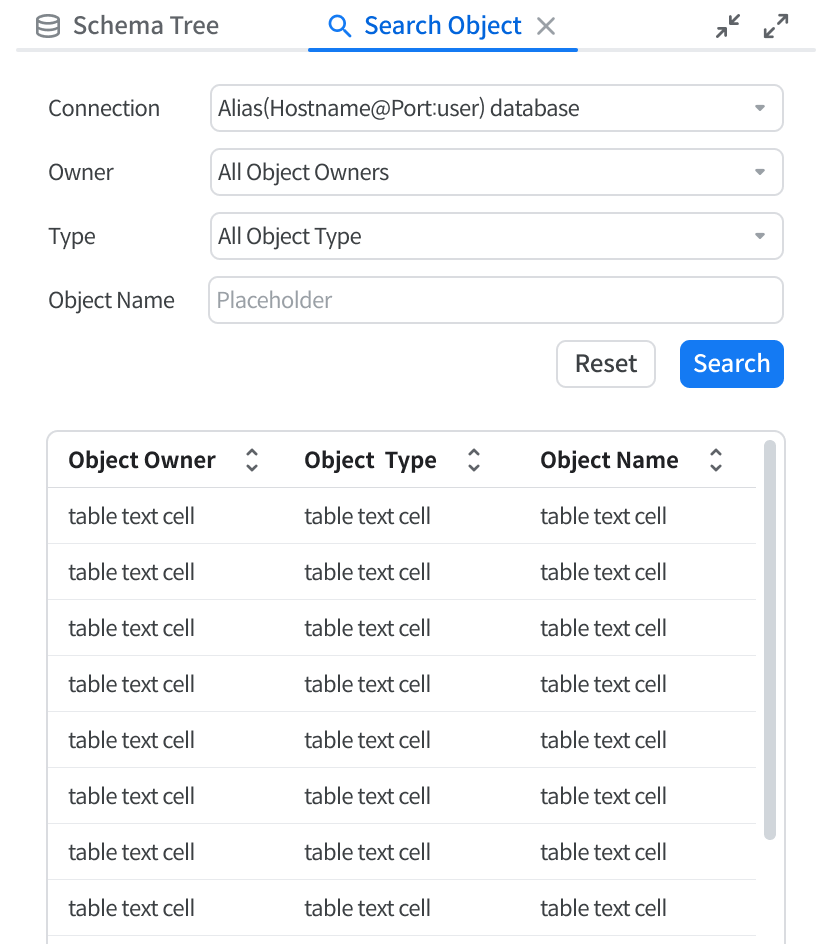 Schema Tree Search Object
Connection Alias(Hostname@Port:user) database
Owner All Object Owners
Type All Object Type
Object Name Placeholder
Reset Search
Object Owner Object  Type Object Name
table text cell table text cell table text cell
table text cell table text cell table text cell
table text cell table text cell table text cell
table text cell table text cell table text cell
table text cell table text cell table text cell
table text cell table text cell table text cell
table text cell table text cell table text cell
table text cell table text cell table text cell